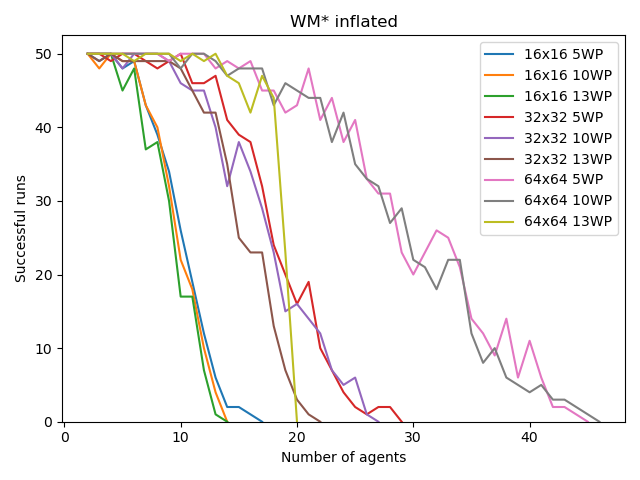 WM* inflated
Successful runs
50
40
30
20
10
0
0 10 20 30 40
Number of agents
16x16 5WP
16x16 10WP
16x16 13WP
32x32 5WP
32x32 10WP
32x32 13WP
64x64 5WP
64x64 10WP
64x64 13WP